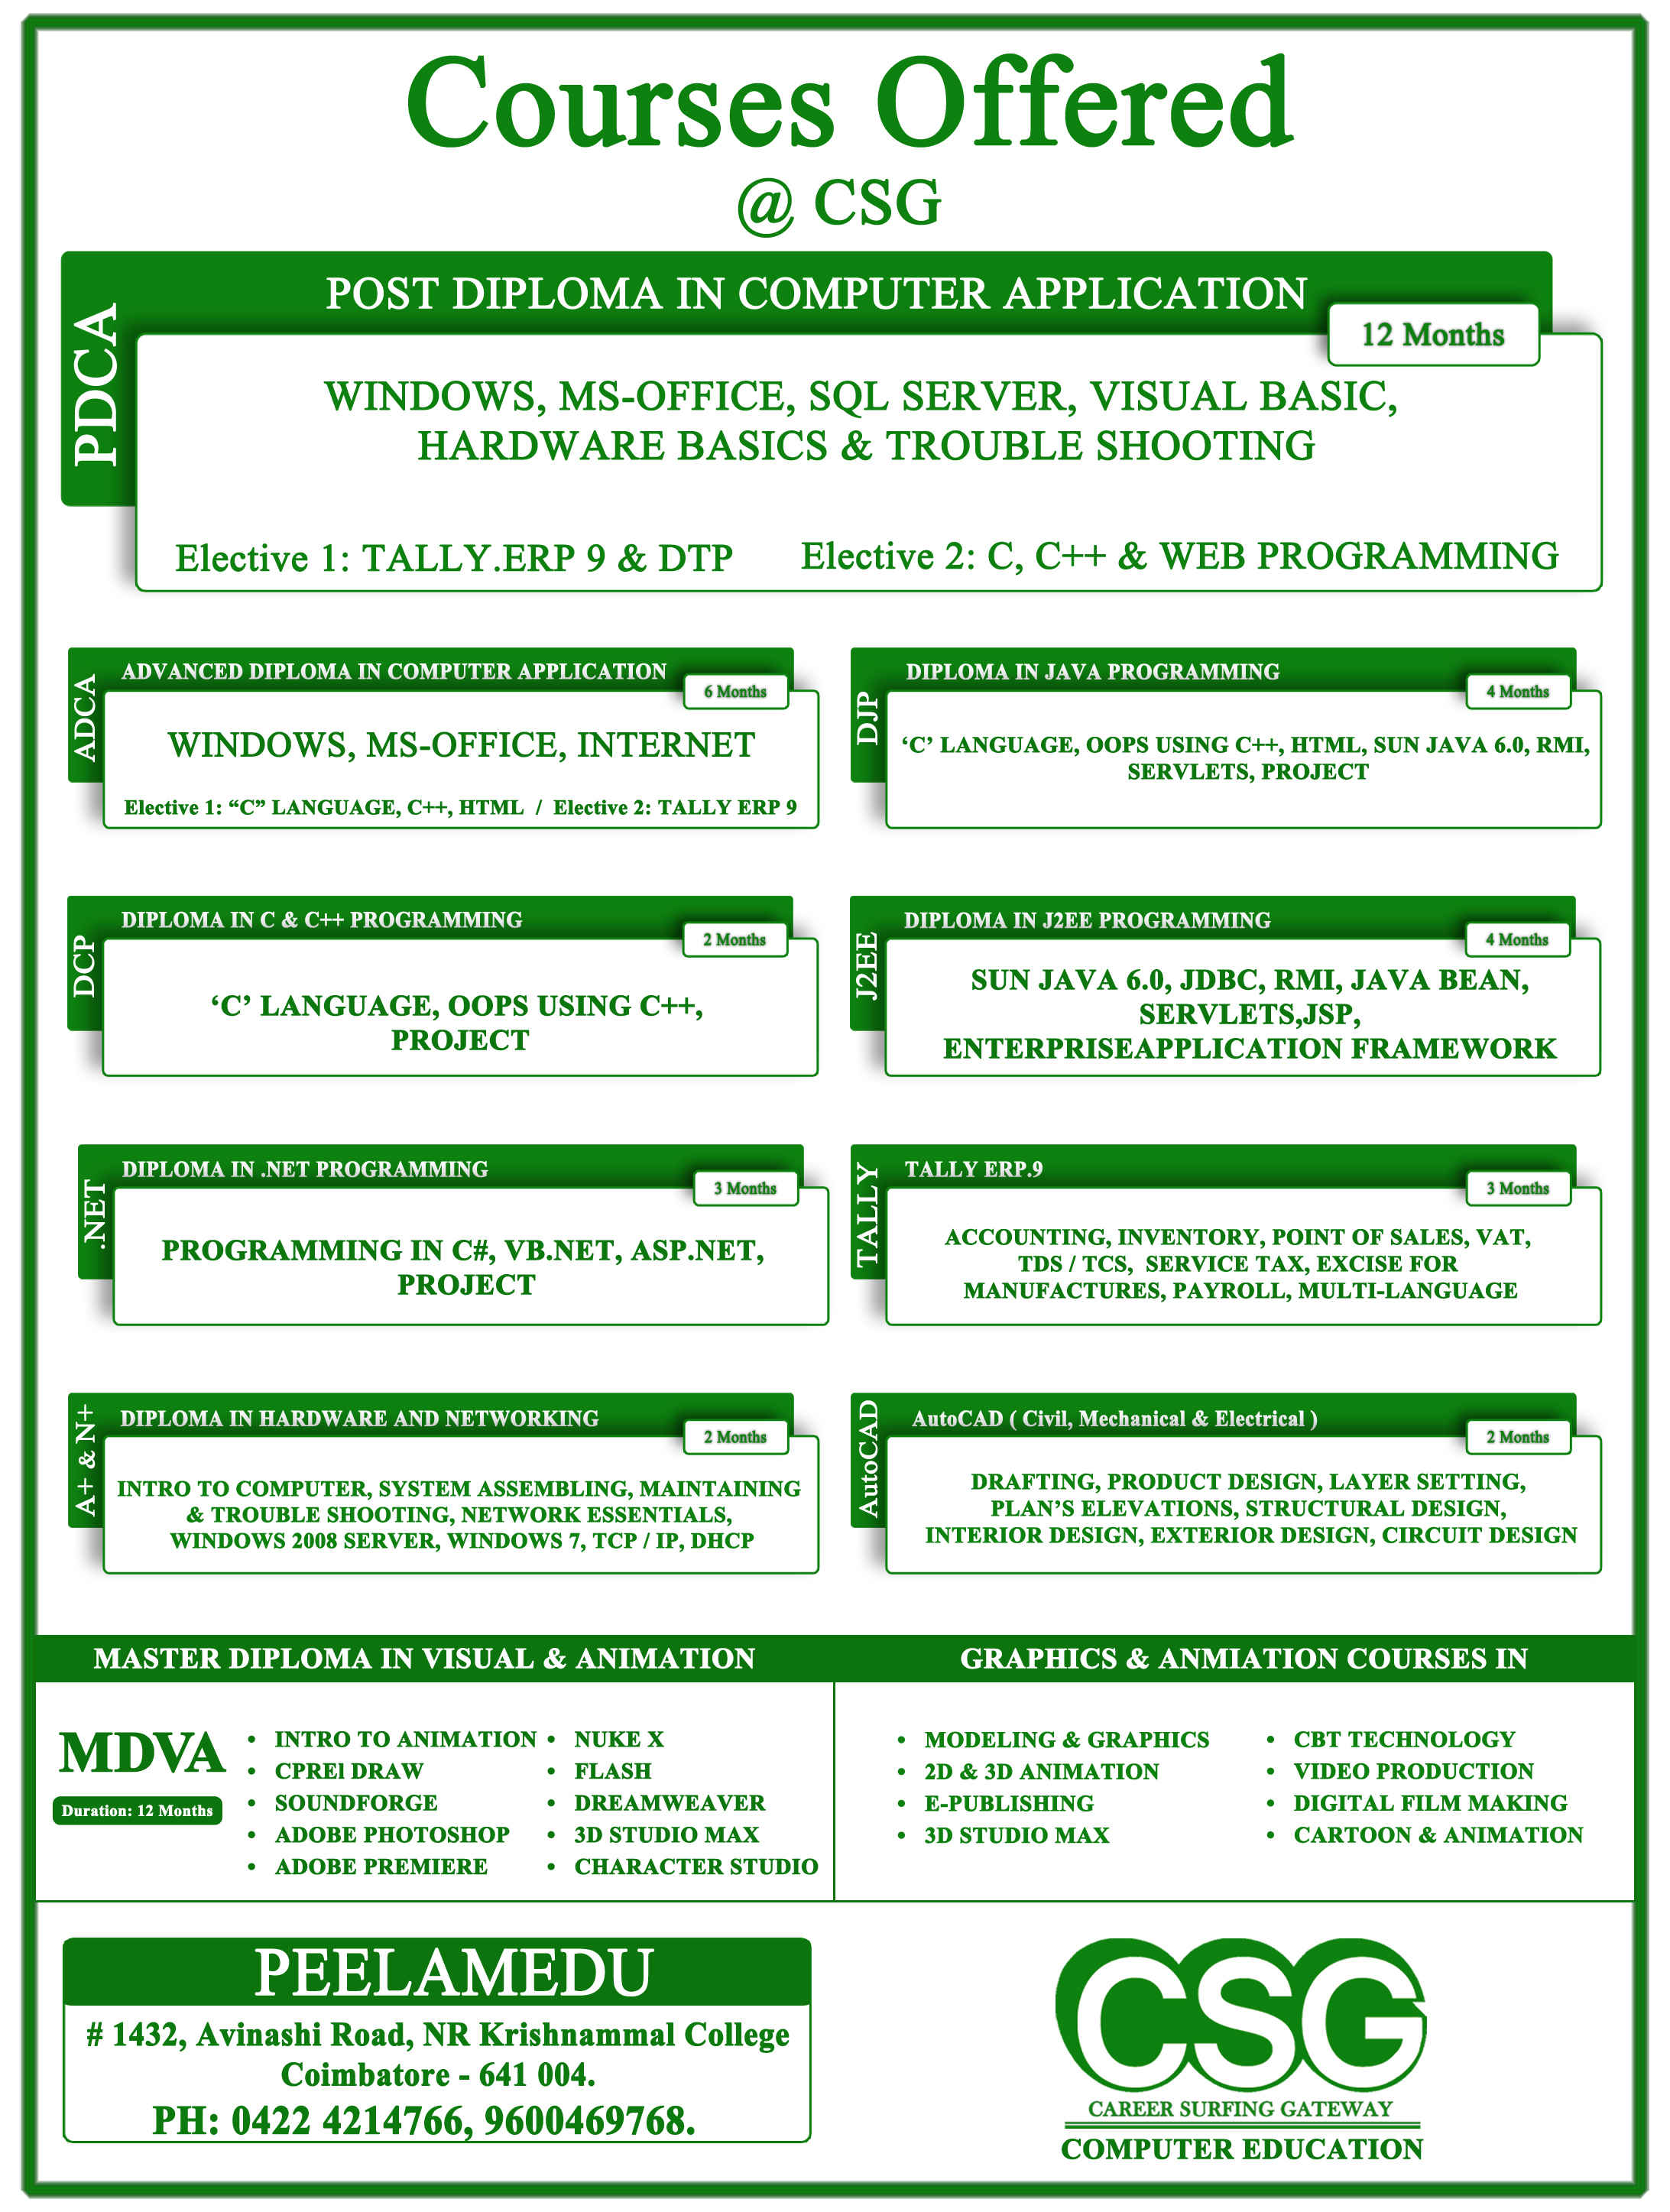 Courses Offered
@ CSG
PDCA
POST DIPLOMA IN COMPUTER APPLICATION
12 Months
WINDOWS, MS-OFFICE, SQL SERVER, VISUAL BASIC,
HARDWARE BASICS & TROUBLE SHOOTING
Elective 1: TALLY.ERP 9 & DTP
Elective 2: C, C++ & WEB PROGRAMMING
ADCA
ADVANCED DIPLOMA IN COMPUTER APPLICATION
6 Months
WINDOWS, MS-OFFICE, INTERNET
Elective 1: “C” LANGUAGE, C++, HTML / Elective 2: TALLY ERP 9
DJP
DIPLOMA IN JAVA PROGRAMMING
4 Months
‘C’ LANGUAGE, OOPS USING C++, HTML, SUN JAVA 6.0, RMI,
SERVLETS, PROJECT
DCP
DIPLOMA IN C & C++ PROGRAMMING
2 Months
‘C’ LANGUAGE, OOPS USING C++,
PROJECT
J2EE
DIPLOMA IN J2EE PROGRAMMING
4 Months
SUN JAVA 6.0, JDBC, RMI, JAVA BEAN,
SERVLETS,JSP,
ENTERPRISEAPPLICATION FRAMEWORK
.NET
DIPLOMA IN .NET PROGRAMMING
3 Months
PROGRAMMING IN C#, VB.NET, ASP.NET,
PROJECT
TALLY
TALLY ERP.9
3 Months
ACCOUNTING, INVENTORY, POINT OF SALES, VAT,
TDS / TCS, SERVICE TAX, EXCISE FOR
MANUFACTURES, PAYROLL, MULTI-LANGUAGE
A+ & N+
DIPLOMA IN HARDWARE AND NETWORKING
2 Months
INTRO TO COMPUTER, SYSTEM ASSEMBLING, MAINTAINING
& TROUBLE SHOOTING, NETWORK ESSENTIALS,
WINDOWS 2008 SERVER, WINDOWS 7, TCP / IP, DHCP
AutoCAD
AutoCAD ( Civil, Mechanical & Electrical )
2 Months
DRAFTING, PRODUCT DESIGN, LAYER SETTING,
PLAN’S ELEVATIONS, STRUCTURAL DESIGN,
INTERIOR DESIGN, EXTERIOR DESIGN, CIRCUIT DESIGN
MASTER DIPLOMA IN VISUAL & ANIMATION
MDVA
Duration: 12 Months
• INTRO TO ANIMATION
• CPREl DRAW
• SOUNDFORGE
• ADOBE PHOTOSHOP
• ADOBE PREMIERE
• NUKE X
• FLASH
• DREAMWEAVER
• 3D STUDIO MAX
• CHARACTER STUDIO
GRAPHICS & ANMIATION COURSES IN
• MODELING & GRAPHICS
• 2D & 3D ANIMATION
• E-PUBLISHING
• 3D STUDIO MAX
• CBT TECHNOLOGY
• VIDEO PRODUCTION
• DIGITAL FILM MAKING
• CARTOON & ANIMATION
PEELAMEDU
# 1432, Avinashi Road, NR Krishnammal College
Coimbatore - 641 004.
PH: 0422 4214766, 9600469768.
CSG
CAREER SURFING GATEWAY
COMPUTER EDUCATION